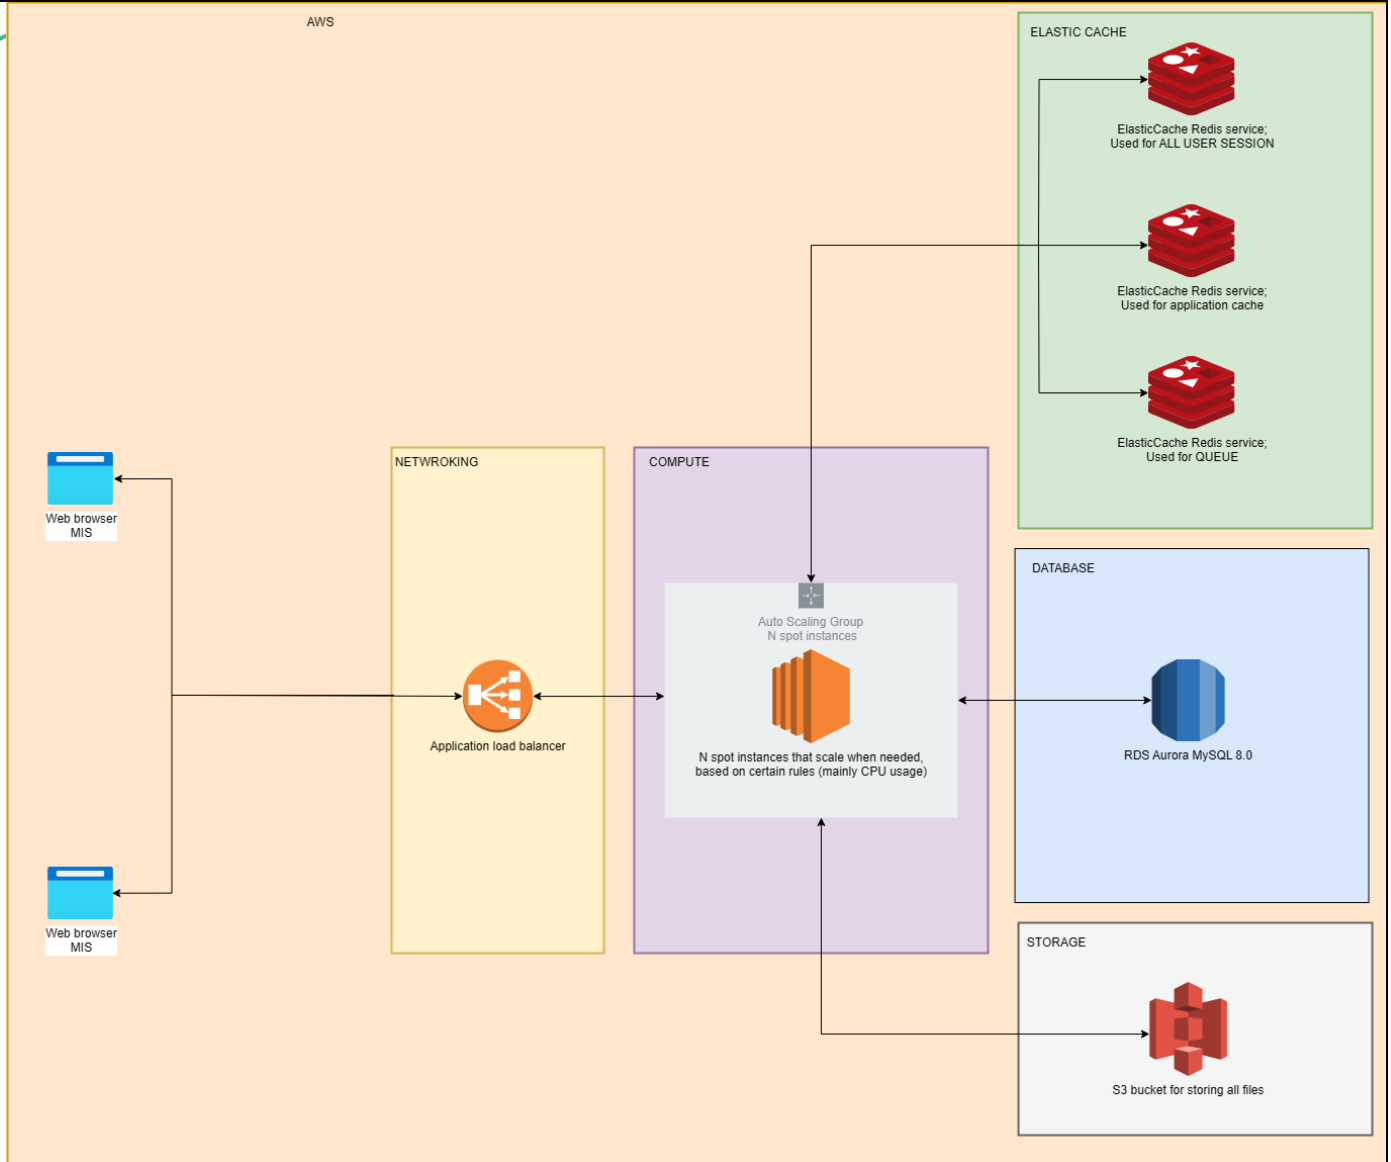 AWS
ELASTIC CACHE
ElasticCache Redis service;
Used for ALL USER SESSION
ElasticCache Redis service;
Used for application cache
ElasticCache Redis service;
Used for QUEUE
Web browser
MIS
Web browser
MIS
NETWROKING
Application load balancer
COMPUTE
Auto Scaling Group
N spot instances
N spot instances that scale when needed,
based on certain rules (mainly CPU usage)
DATABASE
RDS Aurora MySQL 8.0
STORAGE
S3 bucket for storing all files